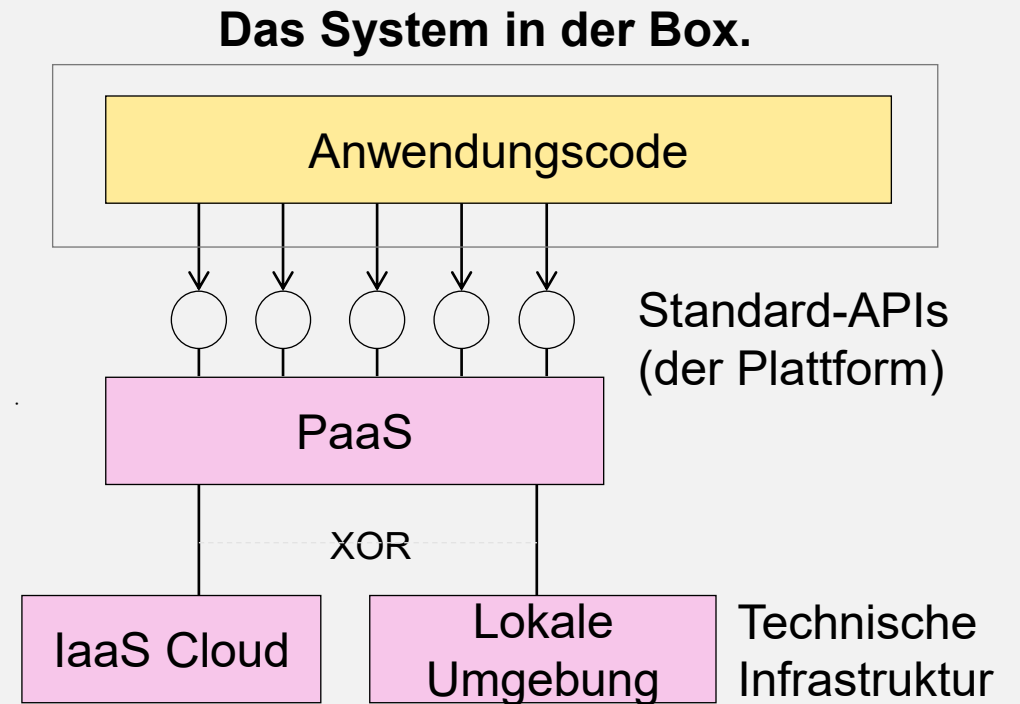 Das System in der Box.
Anwendungscode
Standard-APIs
(der Plattform)
PaaS
XOR
IaaS Cloud
Lokale
Umgebung
Technische
Infrastruktur